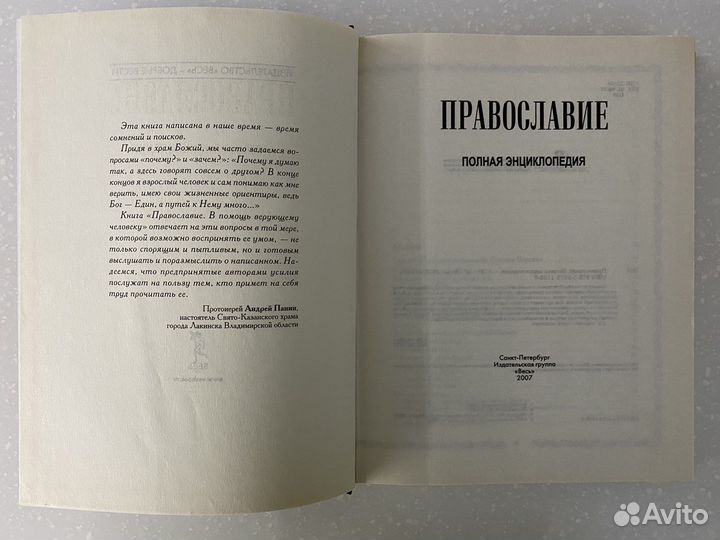 Эта книга написана в наше время — время
сомнений и поисков.
Придя в храм Божий, мы часто задаемся во-
просами «почему?» и «зачем?»: «Почему я думаю
так, а здесь говорят совсем о другом? В конце
концов я взрослый человек и сам понимаю как мне
верить, имею свои жизненные ориентиры, ведь
Бог — Един, а путей к Нему много...»
Книга «Православие. В помощь верующему
человеку» отвечает на эти вопросы в той мере,
в которой возможно воспринять ее умом, — не
только спорящим и пытливым, но и готовым
выслушать и поразмыслить о написанном. На-
деемся, что предпринятые авторами усилия
послужат на пользу тем, кто примет на себя
труд прочитать ее.
Протоиерей Андрей Панин,
настоятель Свято-Казанского храма
города Лакинска Владимирской области
ПРАВОСЛАВИЕ
ПОЛНАЯ ЭНЦИКЛОПЕДИЯ
Санкт-Петербург
Издательская группа
«Весь»
2007
Avito